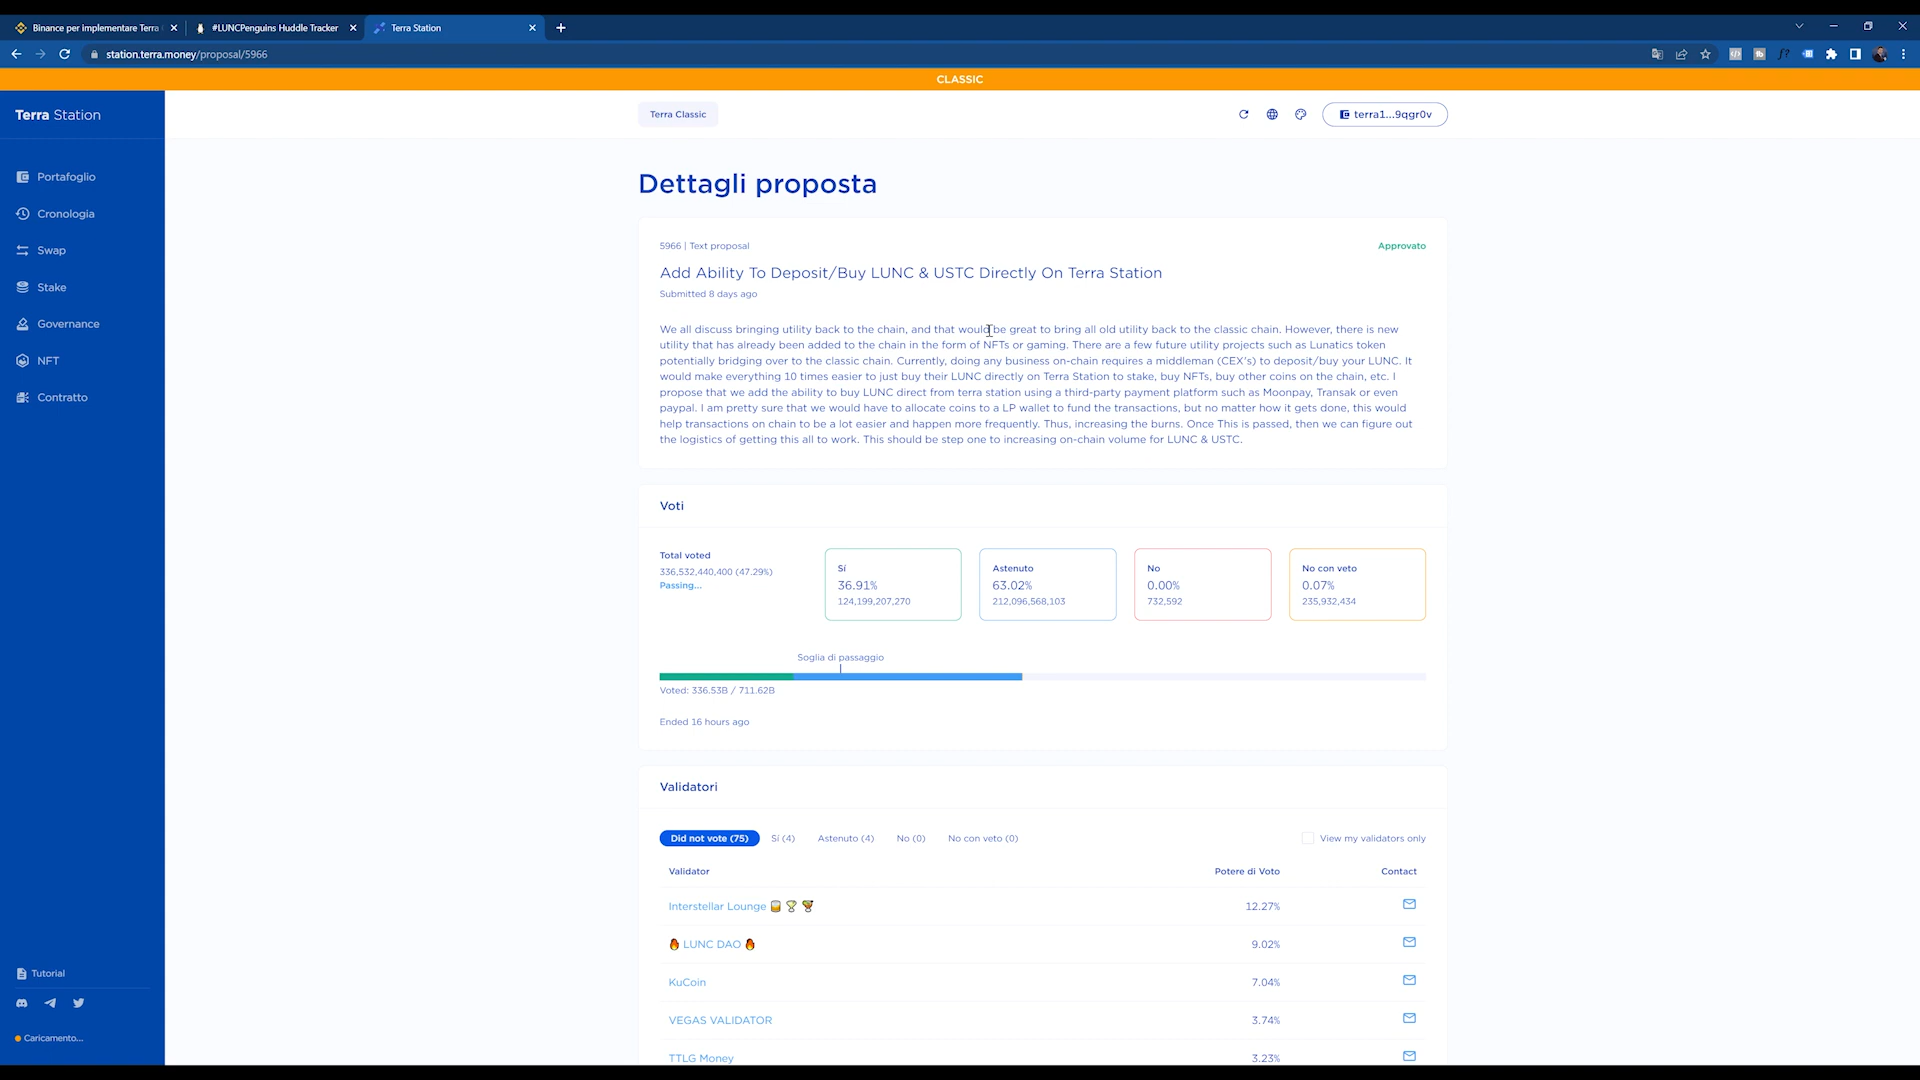 Binance per implementare Terra
#LUNCPenguins Huddle Tracker
Terra Station
station.terra.money/proposal/5966
CLASSIC
Terra Station
Terra Classic
terra1...9qgr0v
Portafoglio
Cronologia
Swap
Stake
Governance
NFT
Contratto
Dettagli proposta
5966 | Text proposal
Approvato
Add Ability To Deposit/Buy LUNC & USTC Directly On Terra Station
Submitted 8 days ago
We all discuss bringing utility back to the chain, and that would be great to bring all old utility back to the classic chain. However, there is new
utility that has already been added to the chain in the form of NFTs or gaming. There are a few future utility projects such as Lunatics token
potentially bridging over to the classic chain. Currently, doing any business on-chain requires a middleman (CEX's) to deposit/buy your LUNC. It
would make everything 10 times easier to just buy their LUNC directly on Terra Station to stake, buy NFTs, buy other coins on the chain, etc. I
propose that we add the ability to buy LUNC direct from terra station using a third-party payment platform such as Moonpay, Transak or even
paypal. I am pretty sure that we would have to allocate coins to a LP wallet to fund the transactions, but no matter how it gets done, this would
help transactions on chain to be a lot easier and happen more frequently. Thus, increasing the burns. Once This is passed, then we can figure out
the logistics of getting this all to work. This should be step one to increasing on-chain volume for LUNC & USTC.
Voti
Total voted
336,532,440,400 (47.29%)
Passing...
Sí
36.91%
124,199,207,270
Astenuto
63.02%
212,096,568,103
No
0.00%
732,592
No con veto
0.07%
235,932,434
Soglia di passaggio
Voted: 336.53B / 711.62B
Ended 16 hours ago
Validatori
Did not vote (75)
Sí (4)
Astenuto (4)
No (0)
No con veto (0)
View my validators only
Validator
Potere di Voto
Contact
Interstellar Lounge
12.27%
LUNC DAO
9.02%
KuCoin
7.04%
VEGAS VALIDATOR
3.74%
TTLG Money
3.23%
Tutorial
Caricamento...